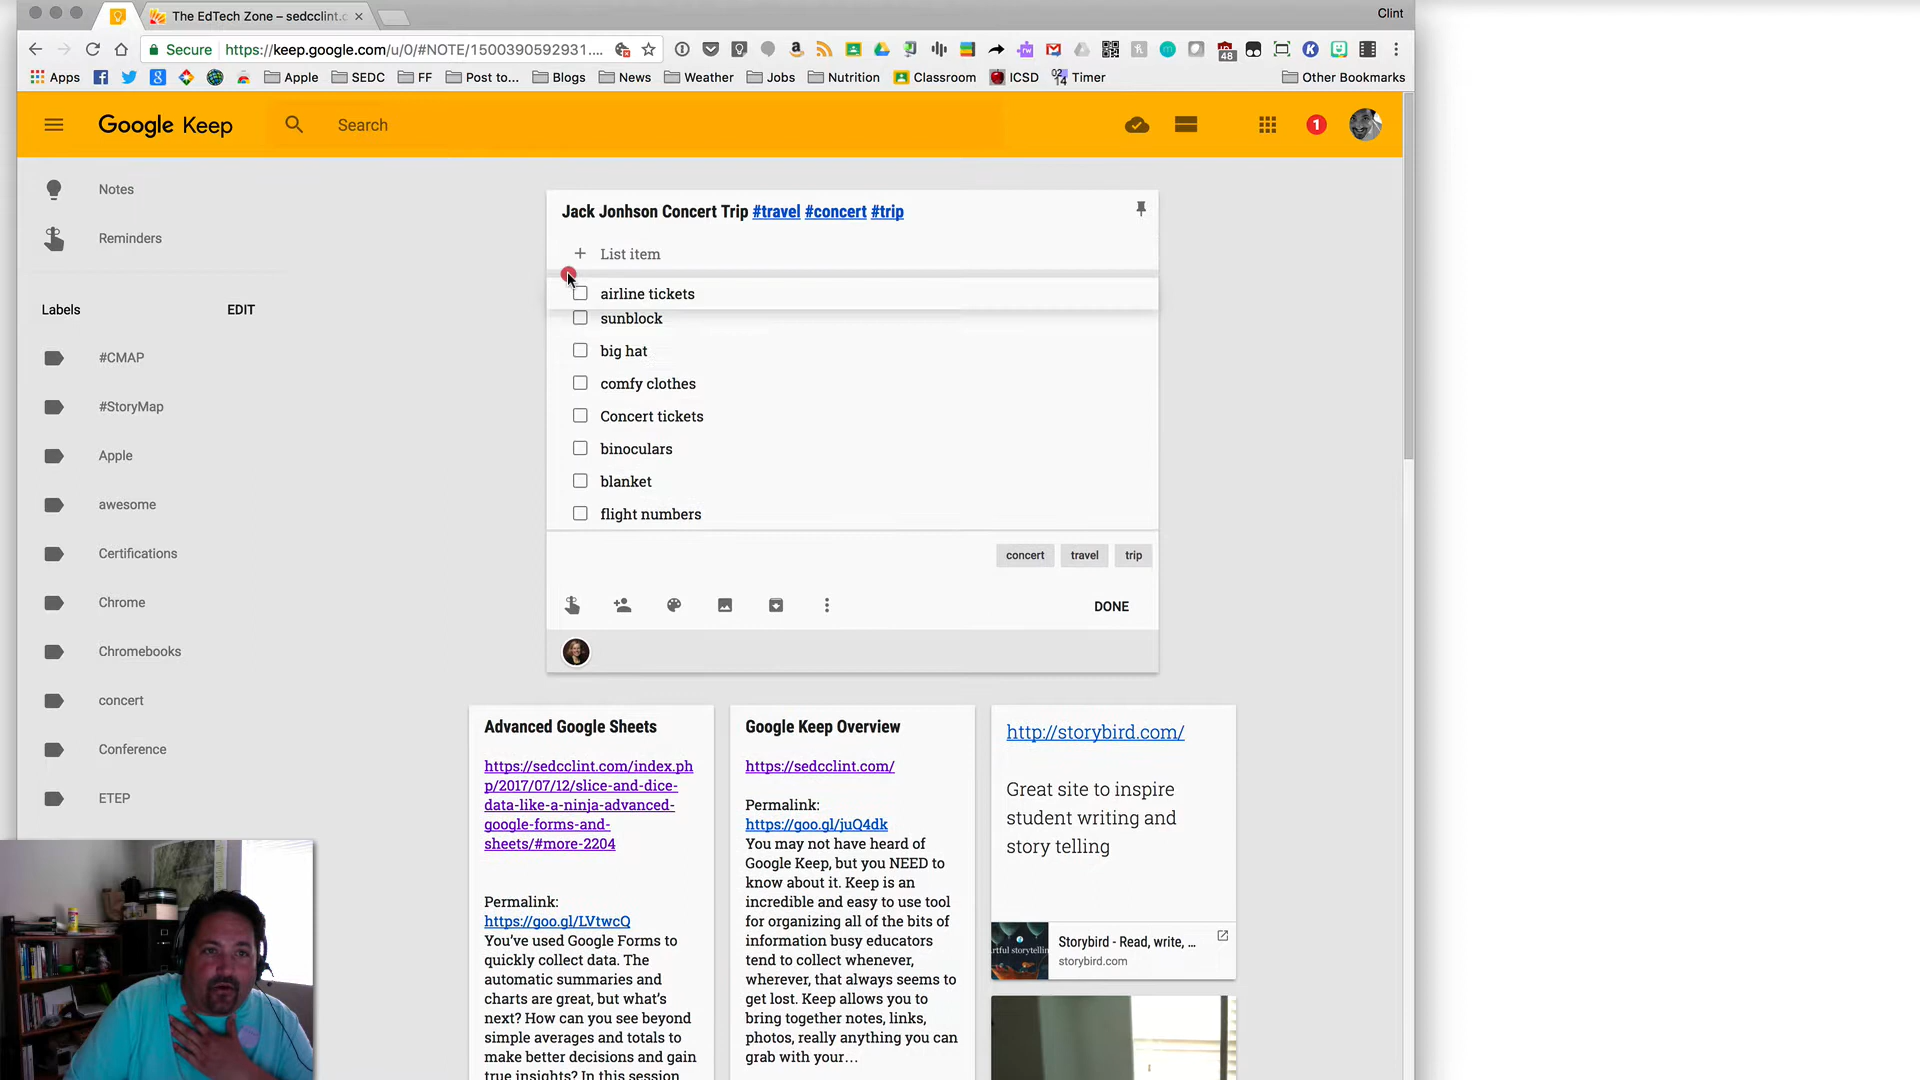 The EdTech Zone – sedcclint.c
Clint
Secure https://keep.google.com/u/0/#NOTE/1500390592931....
48
Apps
Apple
SEDC
FF
Post to...
Blogs
News
Weather
Jobs
Nutrition
Classroom
ICSD
Timer
Other Bookmarks
Google Keep
Search
1
Notes
Reminders
Labels EDIT
#CMAP
#StoryMap
Apple
awesome
Certifications
Chrome
Chromebooks
concert
Conference
ETEP
Jack Jonhson Concert Trip #travel #concert #trip
+ List item
airline tickets
sunblock
big hat
comfy clothes
Concert tickets
binoculars
blanket
flight numbers
concert travel trip
DONE
Advanced Google Sheets
https://sedcclint.com/index.ph
p/2017/07/12/slice-and-dice-
data-like-a-ninja-advanced-
google-forms-and-
sheets/#more-2204
Permalink:
https://goo.gl/LVtwcQ
You've used Google Forms to
quickly collect data. The
automatic summaries and
charts are great, but what's
next? How can you see beyond
simple averages and totals to
make better decisions and gain
true insights? In this session
Google Keep Overview
https://sedcclint.com/
Permalink:
https://goo.gl/juQ4dk
You may not have heard of
Google Keep, but you NEED to
know about it. Keep is an
incredible and easy to use tool
for organizing all of the bits of
information busy educators
tend to collect whenever,
wherever, that always seems to
get lost. Keep allows you to
bring together notes, links,
photos, really anything you can
grab with your...
http://storybird.com/
Great site to inspire
student writing and
story telling
artful storytellin
Storybird - Read, write, ...
storybird.com